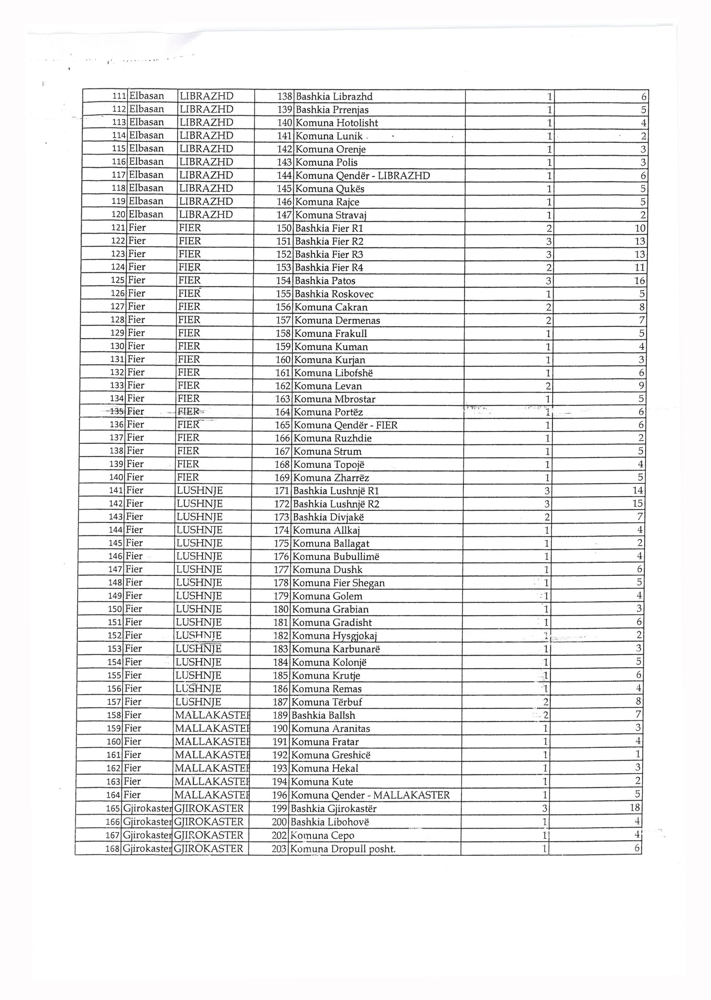 111 Elbasan LIBRAZHD 138 Bashkia Librazhd 1 6
112 Elbasan LIBRAZHD 139 Bashkia Prrenjas 1 5
113 Elbasan LIBRAZHD 140 Komuna Hotolisht 1 4
114 Elbasan LIBRAZHD 141 Komuna Lunik 1 2
115 Elbasan LIBRAZHD 142 Komuna Orenje 1 3
116 Elbasan LIBRAZHD 143 Komuna Polis 1 3
117 Elbasan LIBRAZHD 144 Komuna Qendër - LIBRAZHD 1 6
118 Elbasan LIBRAZHD 145 Komuna Qukës 1 5
119 Elbasan LIBRAZHD 146 Komuna Rajce 1 5
120 Elbasan LIBRAZHD 147 Komuna Stravaj 1 2
121 Fier FIER 150 Bashkia Fier R1 2 10
122 Fier FIER 151 Bashkia Fier R2 3 13
123 Fier FIER 152 Bashkia Fier R3 3 13
124 Fier FIER 153 Bashkia Fier R4 2 11
125 Fier FIER 154 Bashkia Patos 3 16
126 Fier FIER 155 Bashkia Roskovec 1 5
127 Fier FIER 156 Komuna Cakran 2 8
128 Fier FIER 157 Komuna Dermenas 2 7
129 Fier FIER 158 Komuna Frakull 1 5
130 Fier FIER 159 Komuna Kuman 1 4
131 Fier FIER 160 Komuna Kurjan 1 3
132 Fier FIER 161 Komuna Libofshë 1 6
133 Fier FIER 162 Komuna Levan 2 9
134 Fier FIER 163 Komuna Mbrostar 1 5
135 Fier FIER 164 Komuna Portëz 1 6
136 Fier FIER 165 Komuna Qendër - FIER 1 6
137 Fier FIER 166 Komuna Ruzhdie 1 2
138 Fier FIER 167 Komuna Strum 1 5
139 Fier FIER 168 Komuna Topojë 1 4
140 Fier FIER 169 Komuna Zharrëz 1 5
141 Fier LUSHNJE 171 Bashkia Lushnjë R1 3 14
142 Fier LUSHNJE 172 Bashkia Lushnjë R2 3 15
143 Fier LUSHNJE 173 Bashkia Divjakë 2 7
144 Fier LUSHNJE 174 Komuna Allkaj 1 4
145 Fier LUSHNJE 175 Komuna Ballagat 1 2
146 Fier LUSHNJE 176 Komuna Bubullimë 1 4
147 Fier LUSHNJE 177 Komuna Dushk 1 6
148 Fier LUSHNJE 178 Komuna Fier Shegan 1 5
149 Fier LUSHNJE 179 Komuna Golem 1 4
150 Fier LUSHNJE 180 Komuna Grabian 1 3
151 Fier LUSHNJE 181 Komuna Gradisht 1 6
152 Fier LUSHNJE 182 Komuna Hysgjokaj 1 2
153 Fier LUSHNJE 183 Komuna Karbunarë 1 3
154 Fier LUSHNJE 184 Komuna Kolonjë 1 5
155 Fier LUSHNJE 185 Komuna Krutje 1 6
156 Fier LUSHNJE 186 Komuna Remas 1 4
157 Fier LUSHNJE 187 Komuna Tërbuf 2 8
158 Fier MALLAKASTER 189 Bashkia Ballsh 2 7
159 Fier MALLAKASTER 190 Komuna Aranitas 1 3
160 Fier MALLAKASTER 191 Komuna Fratar 1 4
161 Fier MALLAKASTER 192 Komuna Greshicë 1 1
162 Fier MALLAKASTER 193 Komuna Hekal 1 3
163 Fier MALLAKASTER 194 Komuna Kute 1 2
164 Fier MALLAKASTER 196 Komuna Qender - MALLAKASTER 1 5
165 Gjirokaster GJIROKASTER 199 Bashkia Gjirokastër 3 18
166 Gjirokaster GJIROKASTER 200 Bashkia Libohovë 1 4
167 Gjirokaster GJIROKASTER 202 Komuna Cepo 1 4
168 Gjirokaster GJIROKASTER 203 Komuna Dropull posht. 1 6